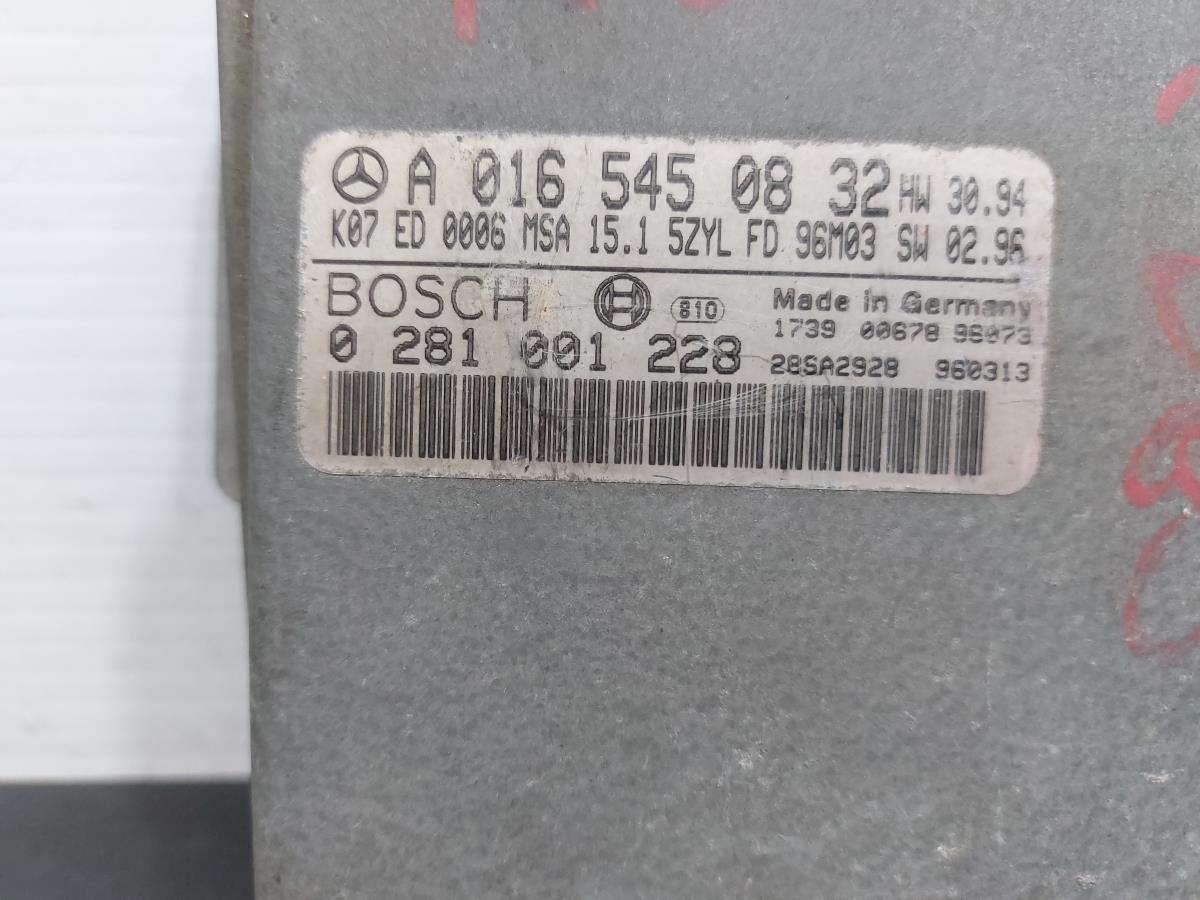 A 016 545 08 32 HW 30.94
K07 ED 0006 MSA 15.1 5ZYL FD 96M03 SW 02.96
BOSCH 810 Made in Germany
1739 00678 96073
0 281 001 228 28SA2928 960313